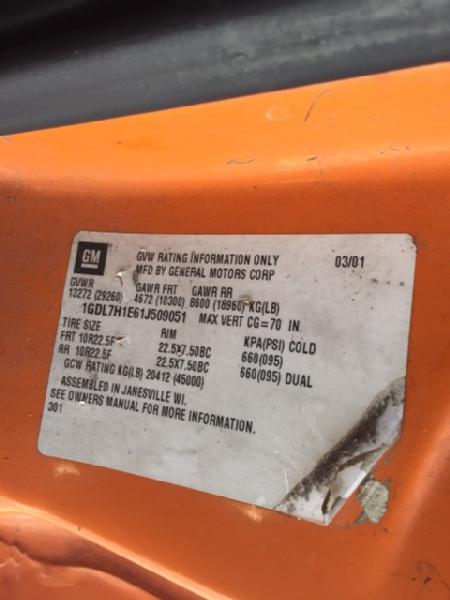 GM
GVW RATING INFORMATION ONLY 03/01
MFD BY GENERAL MOTORS CORP
GVWR GAWR FRT GAWR RR
13272 (29260) 4672 (10300) 8600 (18960) KG(LB)
1GDL7H1E61J509051 MAX VERT CG=70 IN.
TIRE SIZE RIM KPA(PSI) COLD
FRT 10R22.5F 22.5X7.50BC 660(095)
RR 10R22.5F 22.5X7.50BC 660(095) DUAL
GCW RATING KG(LB) 20412 (45000)
ASSEMBLED IN JANESVILLE WI.
SEE OWNERS MANUAL FOR MORE INFORMATION.
301